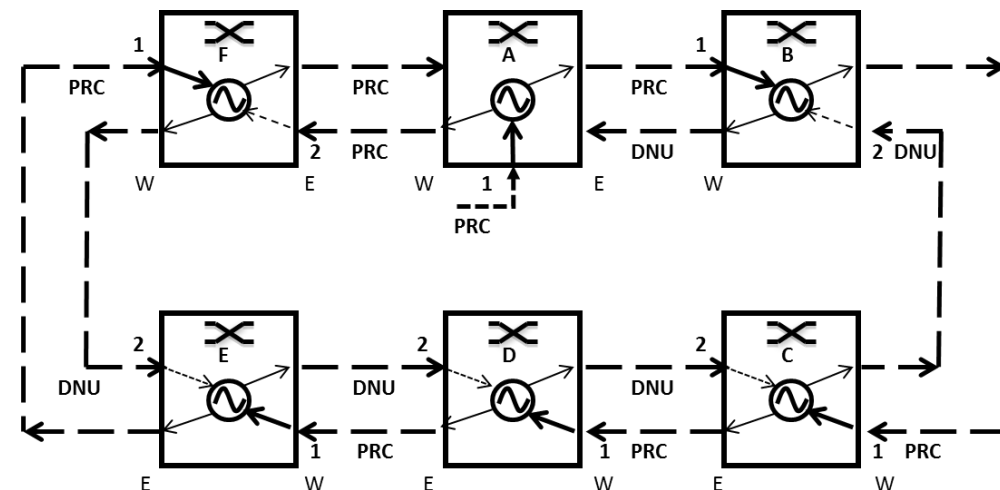 F A B
1 1
PRC PRC PRC PRC
2 PRC DNU 2 DNU
W E W 1 E W
PRC
E D C
2 2 2
DNU DNU DNU
1 PRC 1 PRC 1 PRC
E W E W E W